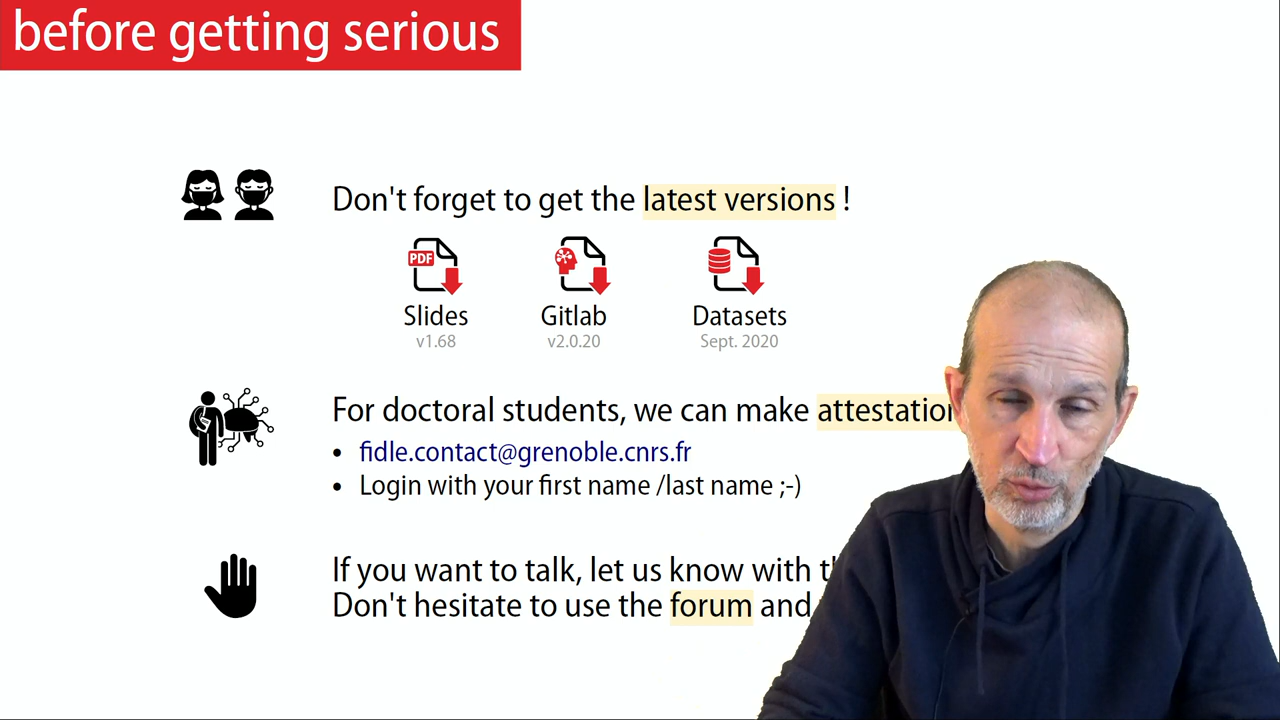 before getting serious
Don't forget to get the latest versions !
PDF
Slides
Gitlab
Datasets
v1.68
v2.0.20
Sept. 2020
For doctoral students, we can make
• fidle.contact@grenoble.cnrs.fr
• Login with your first name /last name ;-)
If you want to talk, let us know with
Don't hesitate to use the forum and